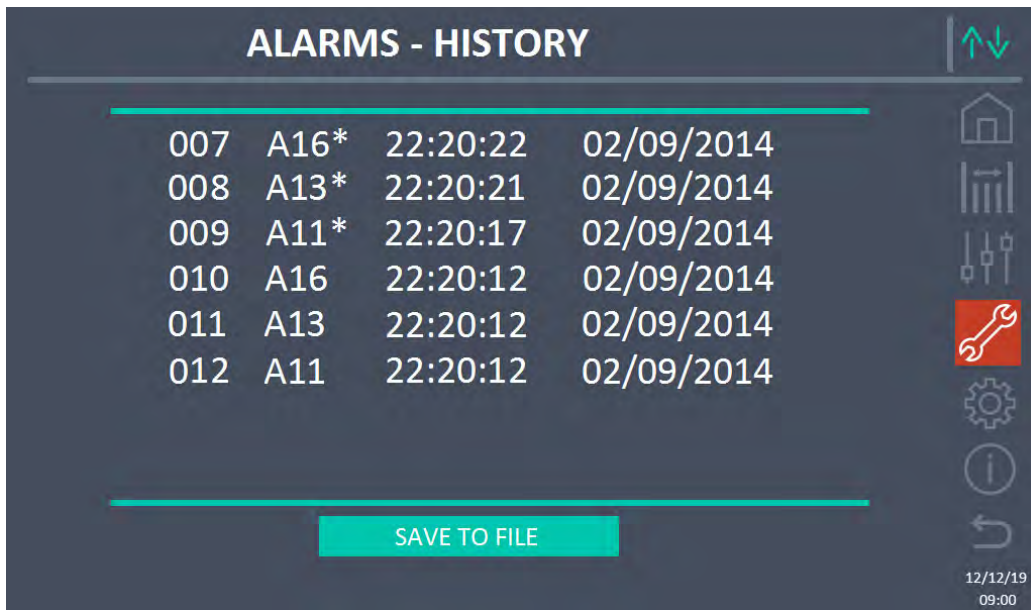 ALARMS - HISTORY
007 A16* 22:20:22 02/09/2014
008 A13* 22:20:21 02/09/2014
009 A11* 22:20:17 02/09/2014
010 A16 22:20:12 02/09/2014
011 A13 22:20:12 02/09/2014
012 A11 22:20:12 02/09/2014
SAVE TO FILE
12/12/19
09:00